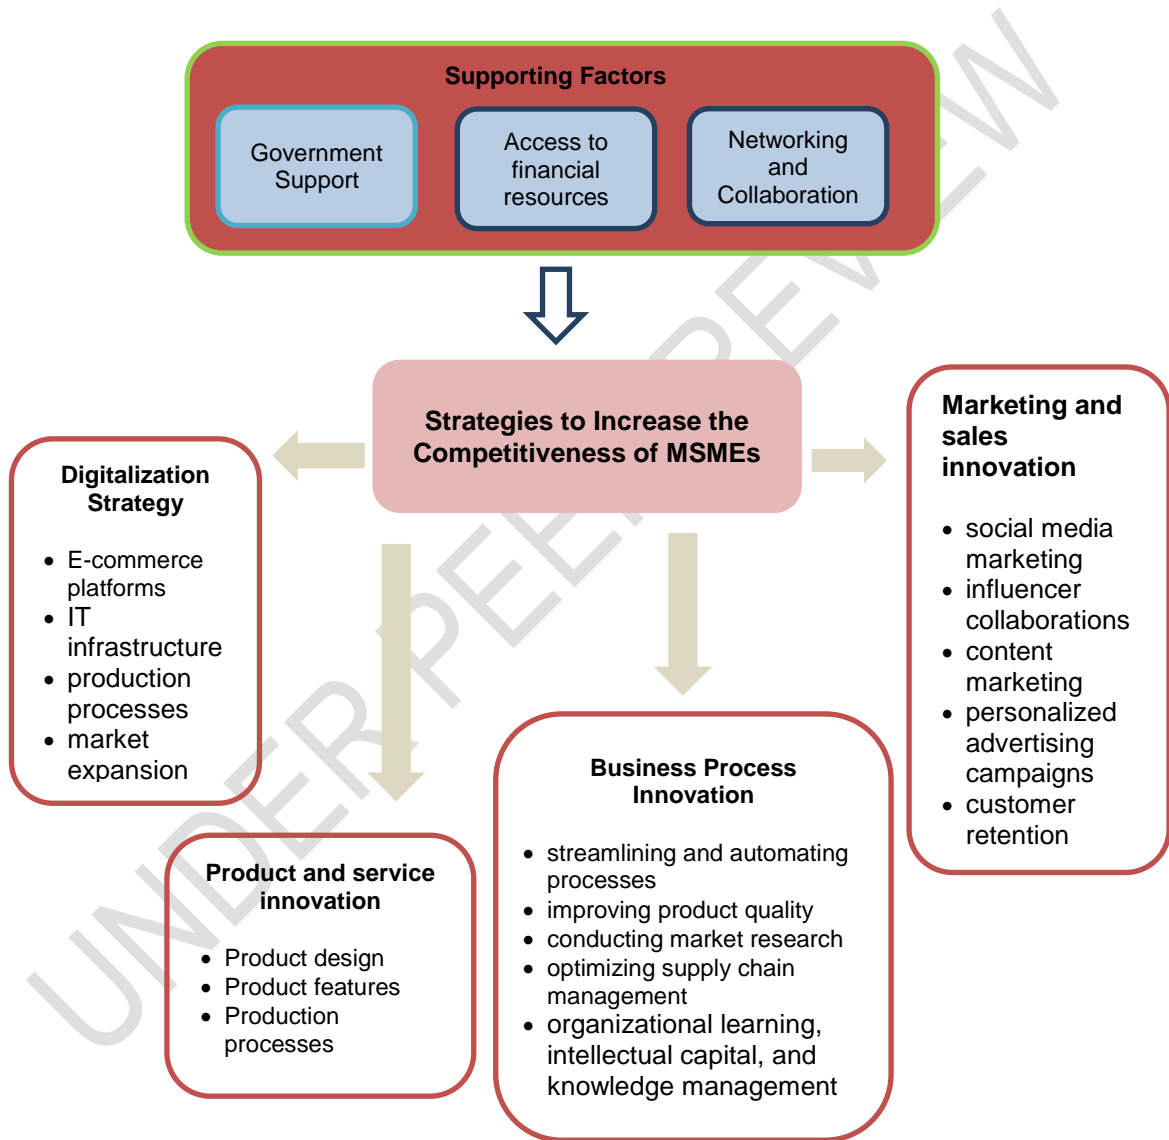 Supporting Factors
Government
Support
Access to
financial
resources
Networking
and
Collaboration
Strategies to Increase the
Competitiveness of MSMEs
Digitalization
Strategy
• E-commerce
platforms
• IT
infrastructure
• production
processes
• market
expansion
Product and service
innovation
• Product design
• Product features
• Production
processes
Business Process
Innovation
• streamlining and automating
processes
• improving product quality
• conducting market research
• optimizing supply chain
management
• organizational learning,
intellectual capital, and
knowledge management
Marketing and
sales
innovation
• social media
marketing
• influencer
collaborations
• content
marketing
• personalized
advertising
campaigns
• customer
retention
UNDER PEER REVIEW